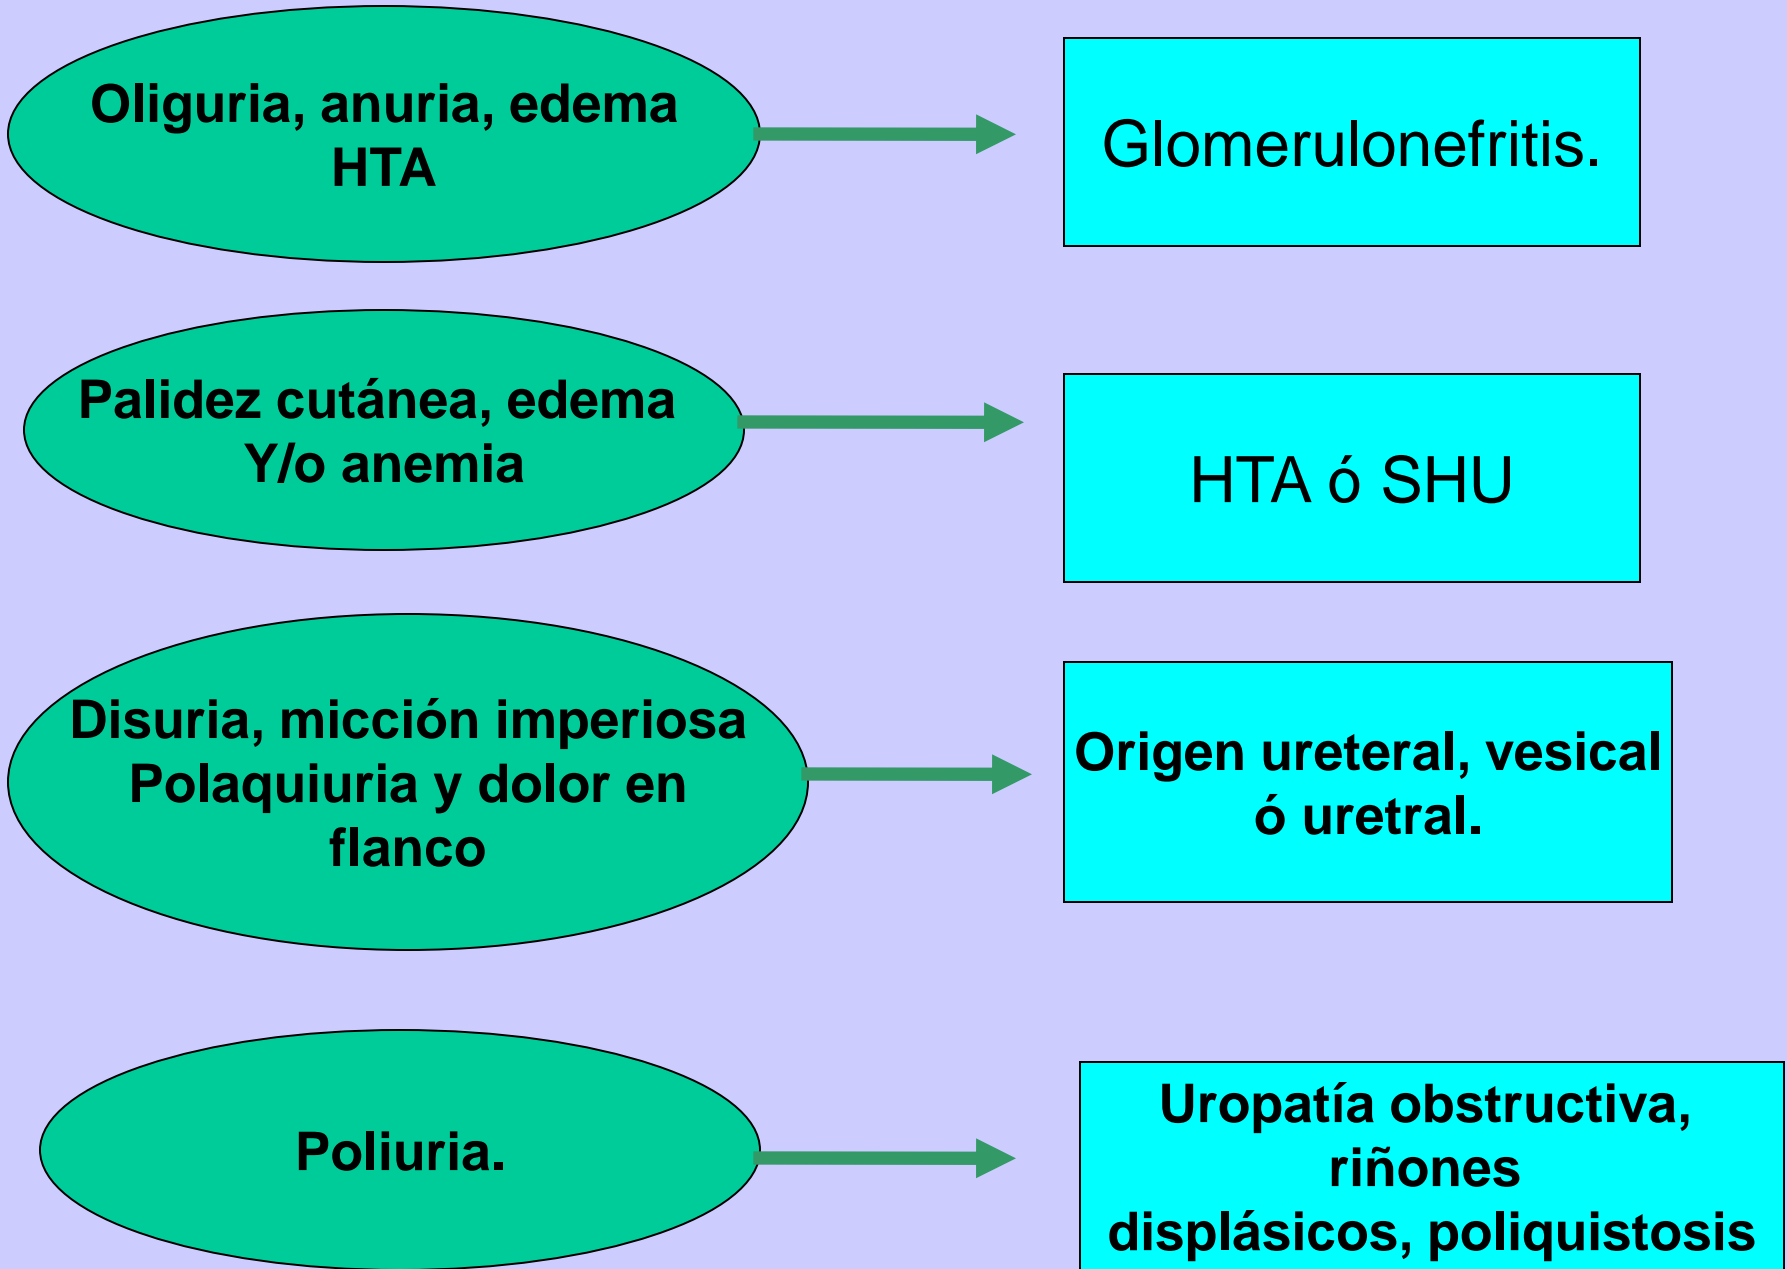 Oliguria, anuria, edema
HTA
Glomerulonefritis.
Palidez cutánea, edema
Y/o anemia
HTA ó SHU
Disuria, micción imperiosa
Polaquiuria y dolor en
flanco
Origen ureteral, vesical
ó uretral.
Poliuria.
Uropatía obstructiva,
riñones
displásicos, poliquistosis